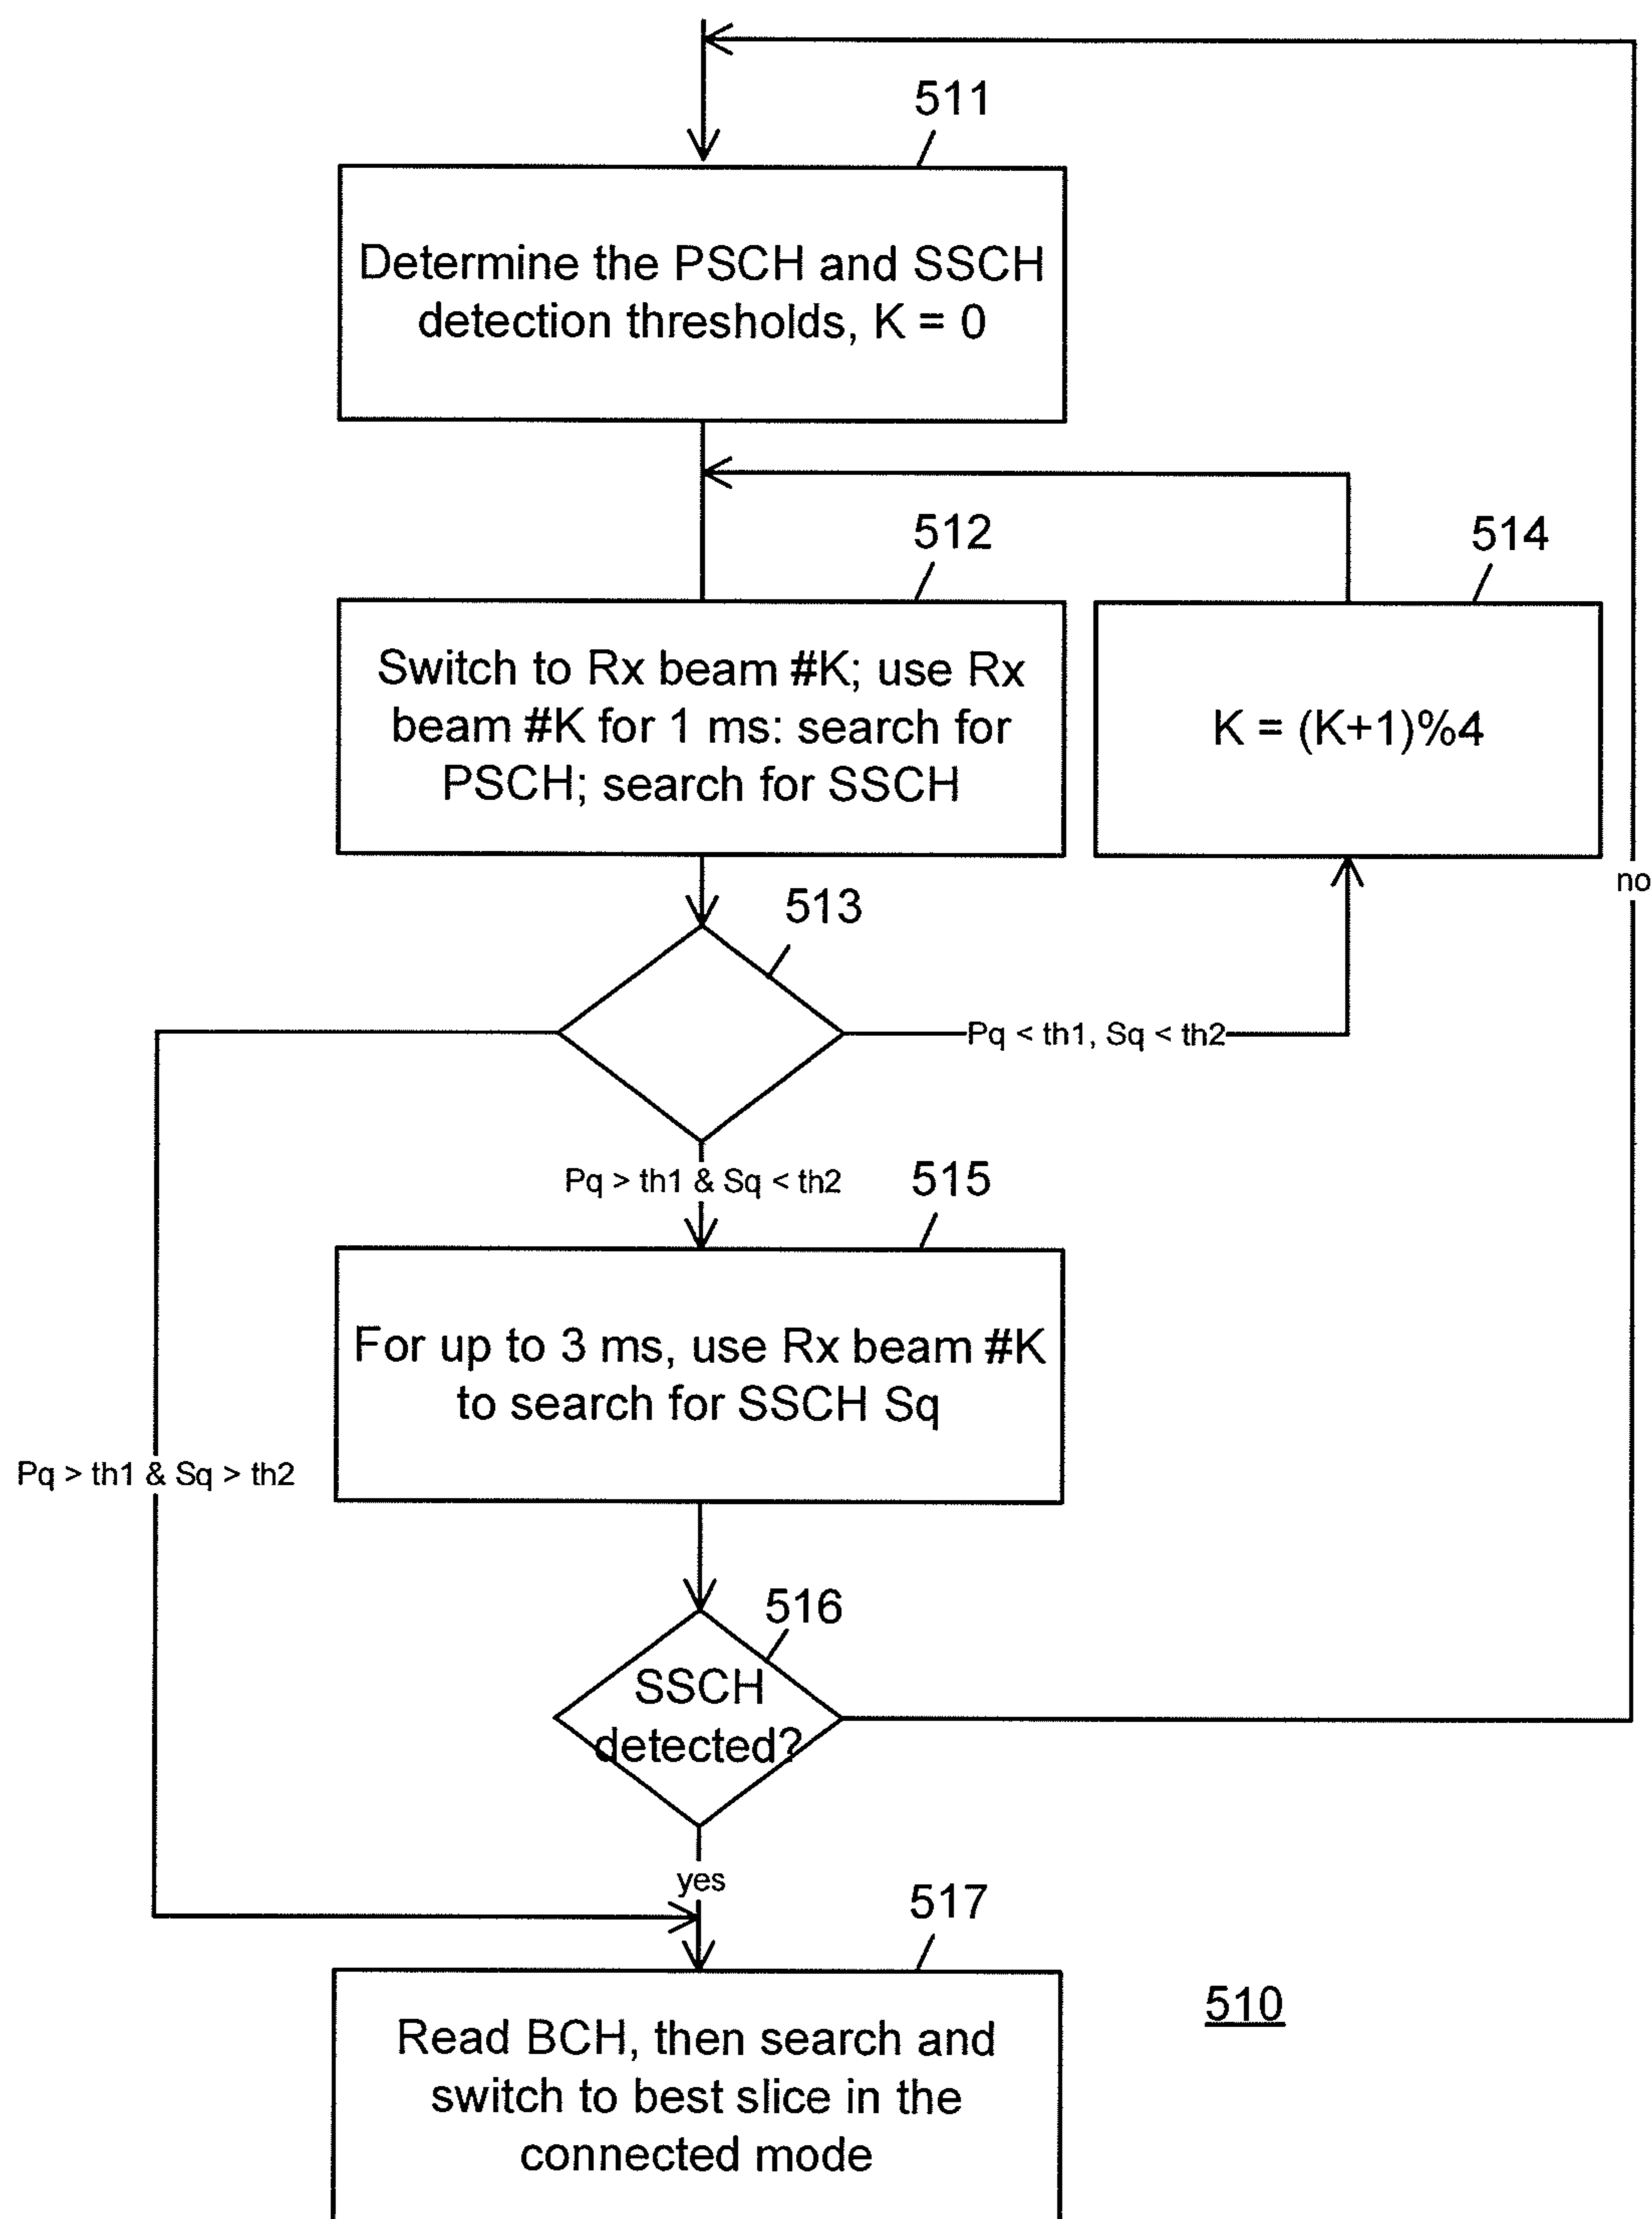 511
Determine the PSCH and SSCH
detection thresholds, K = 0
512
514
Switch to Rx beam #K; use Rx
beam #K for 1 ms: search for
PSCH; search for SSCH
K = (K+1)%4
no
513
Pq < th1, Sq < th2
Pq > th1 & Sq < th2
515
For up to 3 ms, use Rx beam #K
to search for SSCH Sq
Pq > th1 & Sq > th2
516
SSCH
detected?
yes
517
510
Read BCH, then search and
switch to best slice in the
connected mode